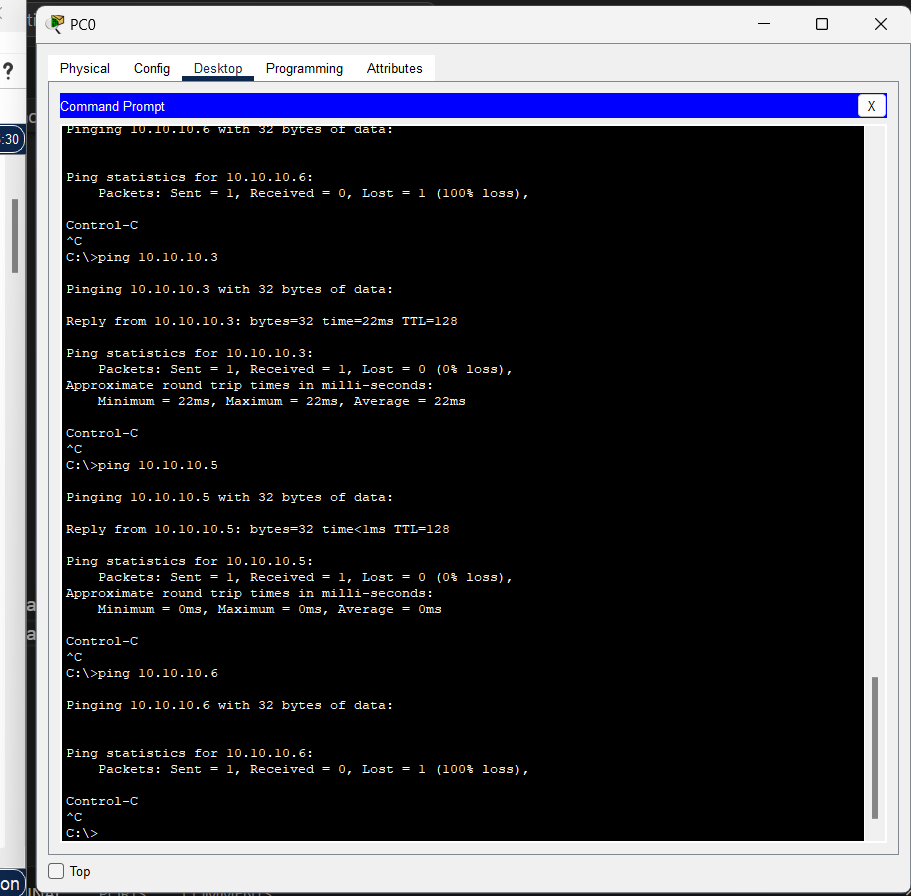 PC0
Physical Config Desktop Programming Attributes
?
Command Prompt
X
:30
Pinging 10.10.10.6 with 32 bytes of data:
Ping statistics for 10.10.10.6:
Packets: Sent = 1, Received = 0, Lost = 1 (100% loss),
Control-C
^C
C:\>ping 10.10.10.3
Pinging 10.10.10.3 with 32 bytes of data:
Reply from 10.10.10.3: bytes=32 time=22ms TTL=128
Ping statistics for 10.10.10.3:
Packets: Sent = 1, Received = 1, Lost = 0 (0% loss),
Approximate round trip times in milli-seconds:
Minimum = 22ms, Maximum = 22ms, Average = 22ms
Control-C
^C
C:\>ping 10.10.10.5
Pinging 10.10.10.5 with 32 bytes of data:
Reply from 10.10.10.5: bytes=32 time<1ms TTL=128
Ping statistics for 10.10.10.5:
Packets: Sent = 1, Received = 1, Lost = 0 (0% loss),
Approximate round trip times in milli-seconds:
Minimum = 0ms, Maximum = 0ms, Average = 0ms
Control-C
^C
C:\>ping 10.10.10.6
Pinging 10.10.10.6 with 32 bytes of data:
Ping statistics for 10.10.10.6:
Packets: Sent = 1, Received = 0, Lost = 1 (100% loss),
Control-C
^C
C:\>
Top
on